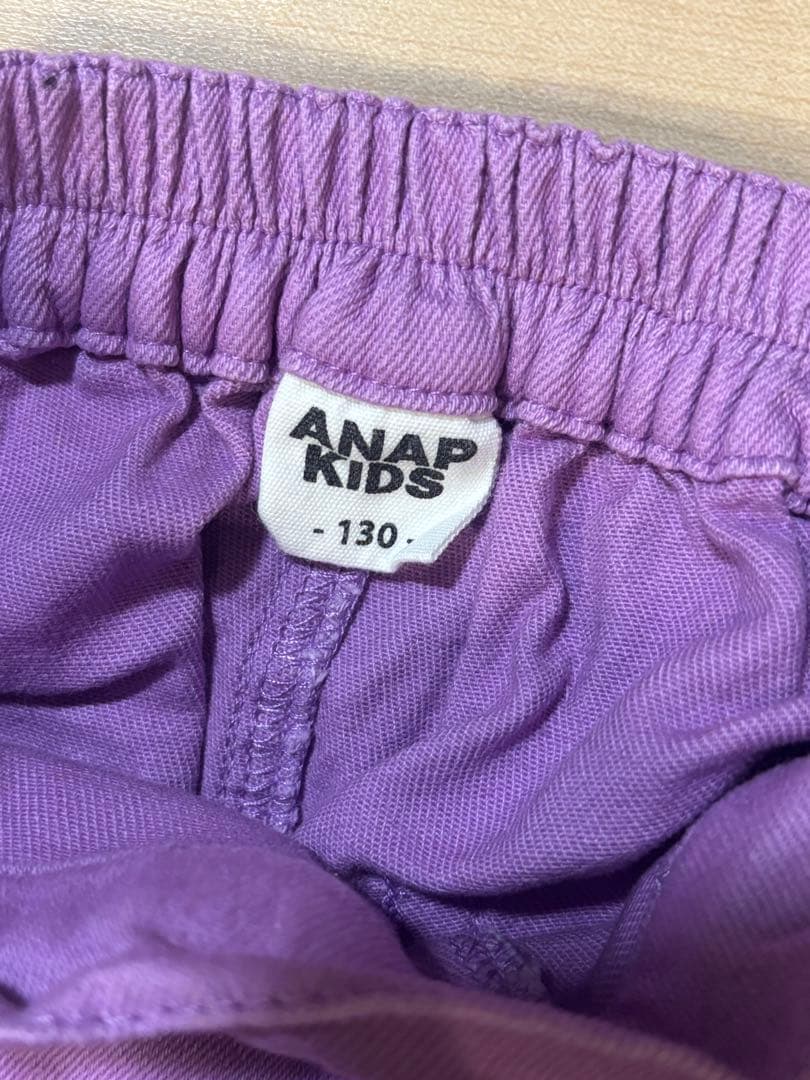 ANAP
KIDS
- 130 -